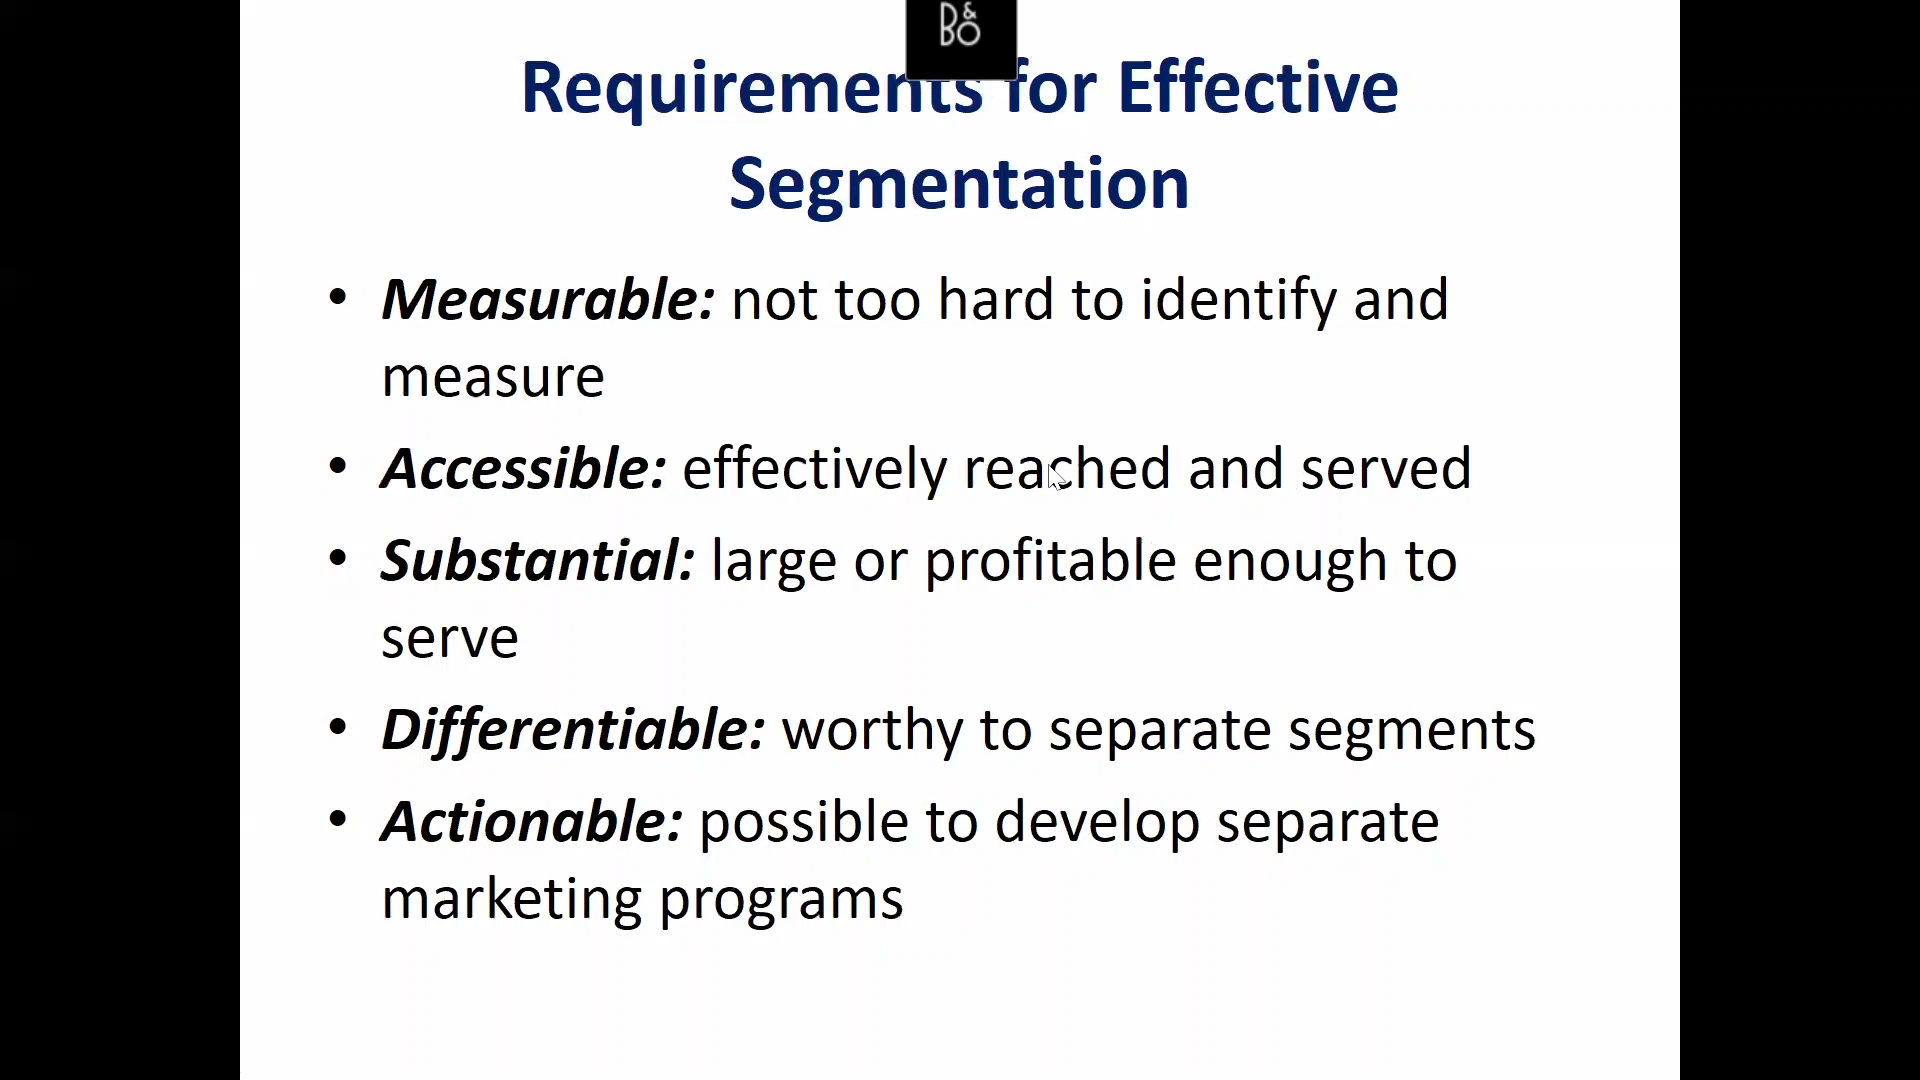 B&O
Requirements for Effective
Segmentation
• Measurable: not too hard to identify and
measure
• Accessible: effectively reached and served
• Substantial: large or profitable enough to
serve
• Differentiable: worthy to separate segments
• Actionable: possible to develop separate
marketing programs